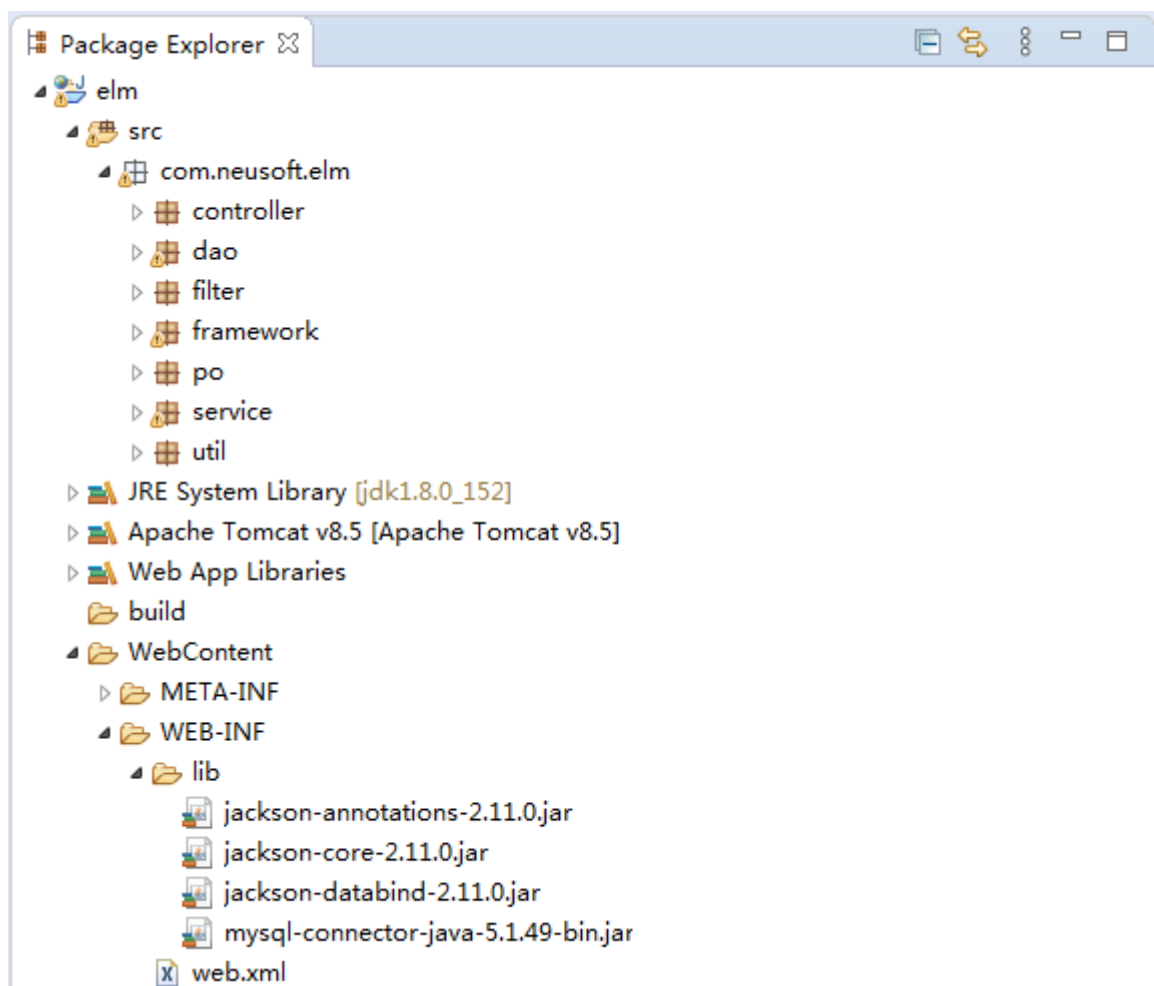 Package Explorer
elm
src
com.neusoft.elm
controller
dao
filter
framework
po
service
util
JRE System Library [jdk1.8.0_152]
Apache Tomcat v8.5 [Apache Tomcat v8.5]
Web App Libraries
build
WebContent
META-INF
WEB-INF
lib
jackson-annotations-2.11.0.jar
jackson-core-2.11.0.jar
jackson-databind-2.11.0.jar
mysql-connector-java-5.1.49-bin.jar
web.xml